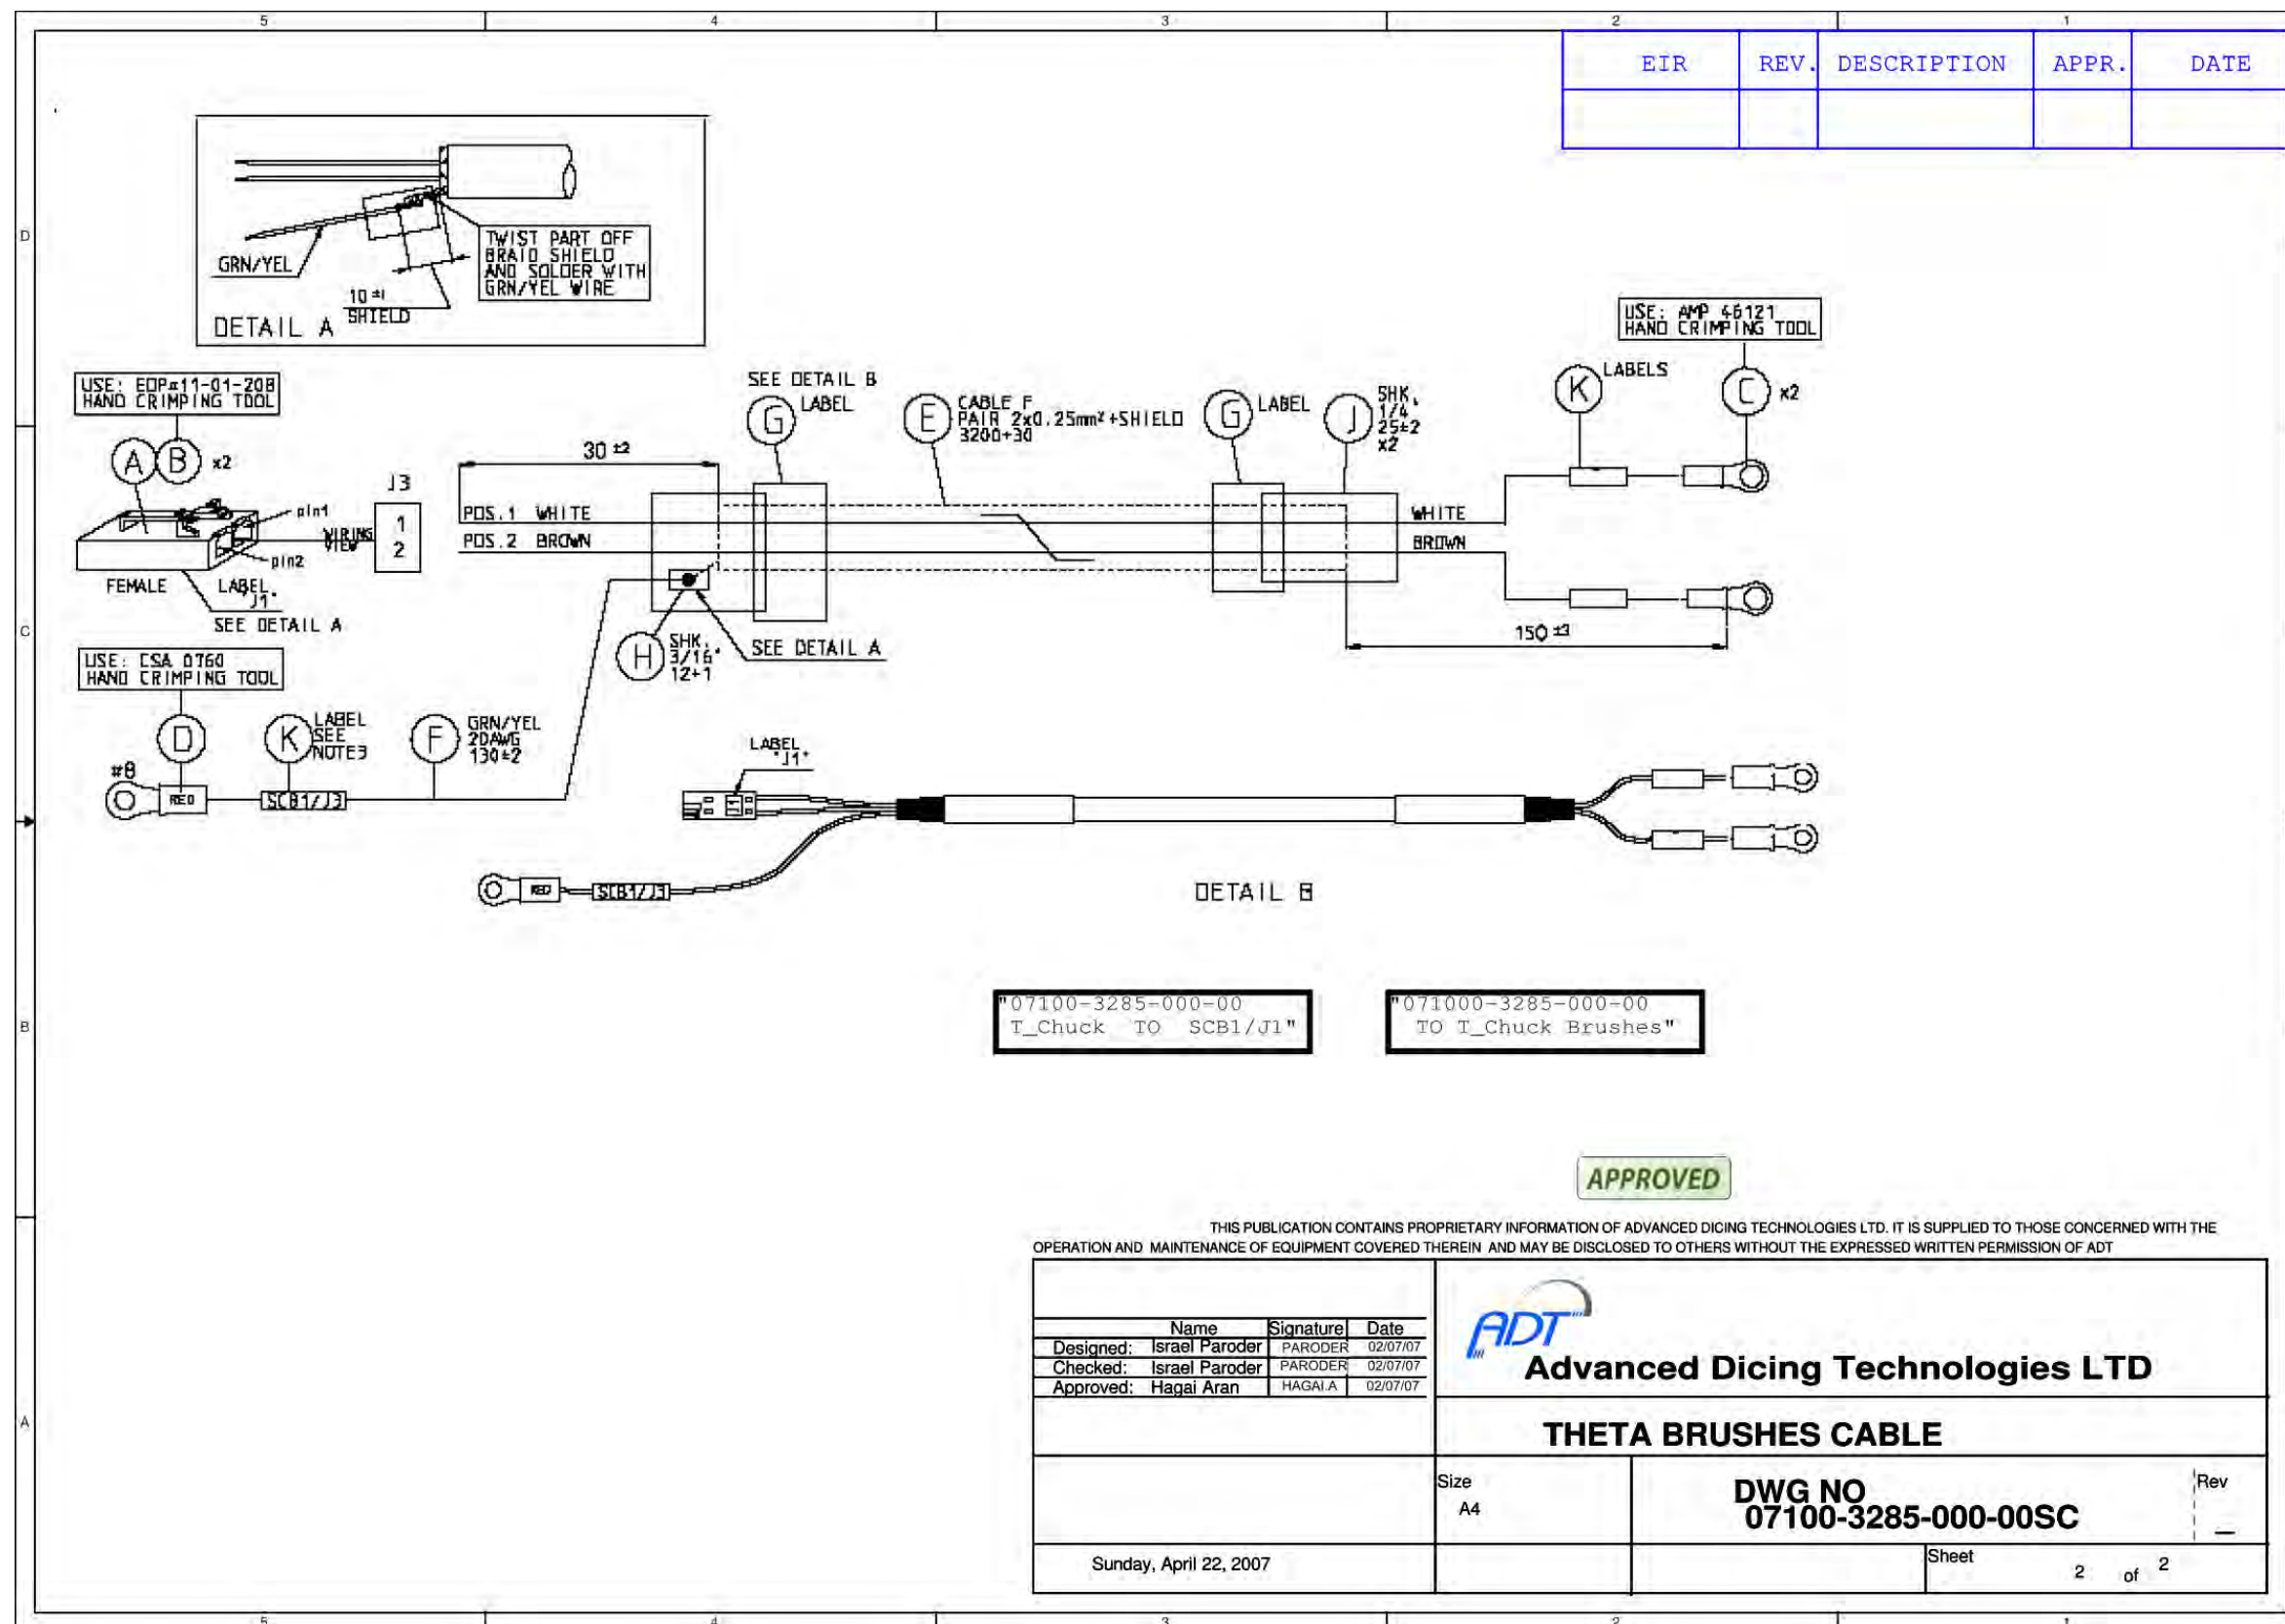 5 4 3 2 1
EIR REV. DESCRIPTION APPR. DATE
D
C
B
A
GRN/YEL
10 ±1
SHIELD
TWIST PART OFF
BRAID SHIELD
AND SOLDER WITH
GRN/YEL WIRE
DETAIL A
USE: EDP#11-01-208
HAND CRIMPING TOOL
A B x2
J3
1
2
pin1
pin2
WIRING
VIEW
FEMALE
LABEL
"J1"
SEE DETAIL A
30 ±2
POS.1 WHITE
POS.2 BROWN
SEE DETAIL B
G LABEL
E CABLE F
PAIR 2x0.25mm²+SHIELD
3200+30
G LABEL
J SHK.
1/4
25±2
x2
USE: AMP 46121
HAND CRIMPING TOOL
K LABELS
C x2
WHITE
BROWN
150 ±3
H SHK.
3/16"
12+1
SEE DETAIL A
USE: CSA 0760
HAND CRIMPING TOOL
D
#8
RED
K LABEL
SEE
NOTE3
SCB1/J3
F GRN/YEL
20AWG
130±2
LABEL
"J1"
J1
RED
SCB1/J3
DETAIL B
"07100-3285-000-00
T_Chuck TO SCB1/J1"
"071000-3285-000-00
TO T_Chuck Brushes"
APPROVED
THIS PUBLICATION CONTAINS PROPRIETARY INFORMATION OF ADVANCED DICING TECHNOLOGIES LTD. IT IS SUPPLIED TO THOSE CONCERNED WITH THE
OPERATION AND MAINTENANCE OF EQUIPMENT COVERED THEREIN AND MAY BE DISCLOSED TO OTHERS WITHOUT THE EXPRESSED WRITTEN PERMISSION OF ADT
Name Signature Date
Designed: Israel Paroder PARODER 02/07/07
Checked: Israel Paroder PARODER 02/07/07
Approved: Hagai Aran HAGAI.A 02/07/07
ADT
Advanced Dicing Technologies LTD
THETA BRUSHES CABLE
Size
A4
DWG NO
07100-3285-000-00SC
Rev
_
Sunday, April 22, 2007
Sheet 2 of 2
5 4 3 2 1